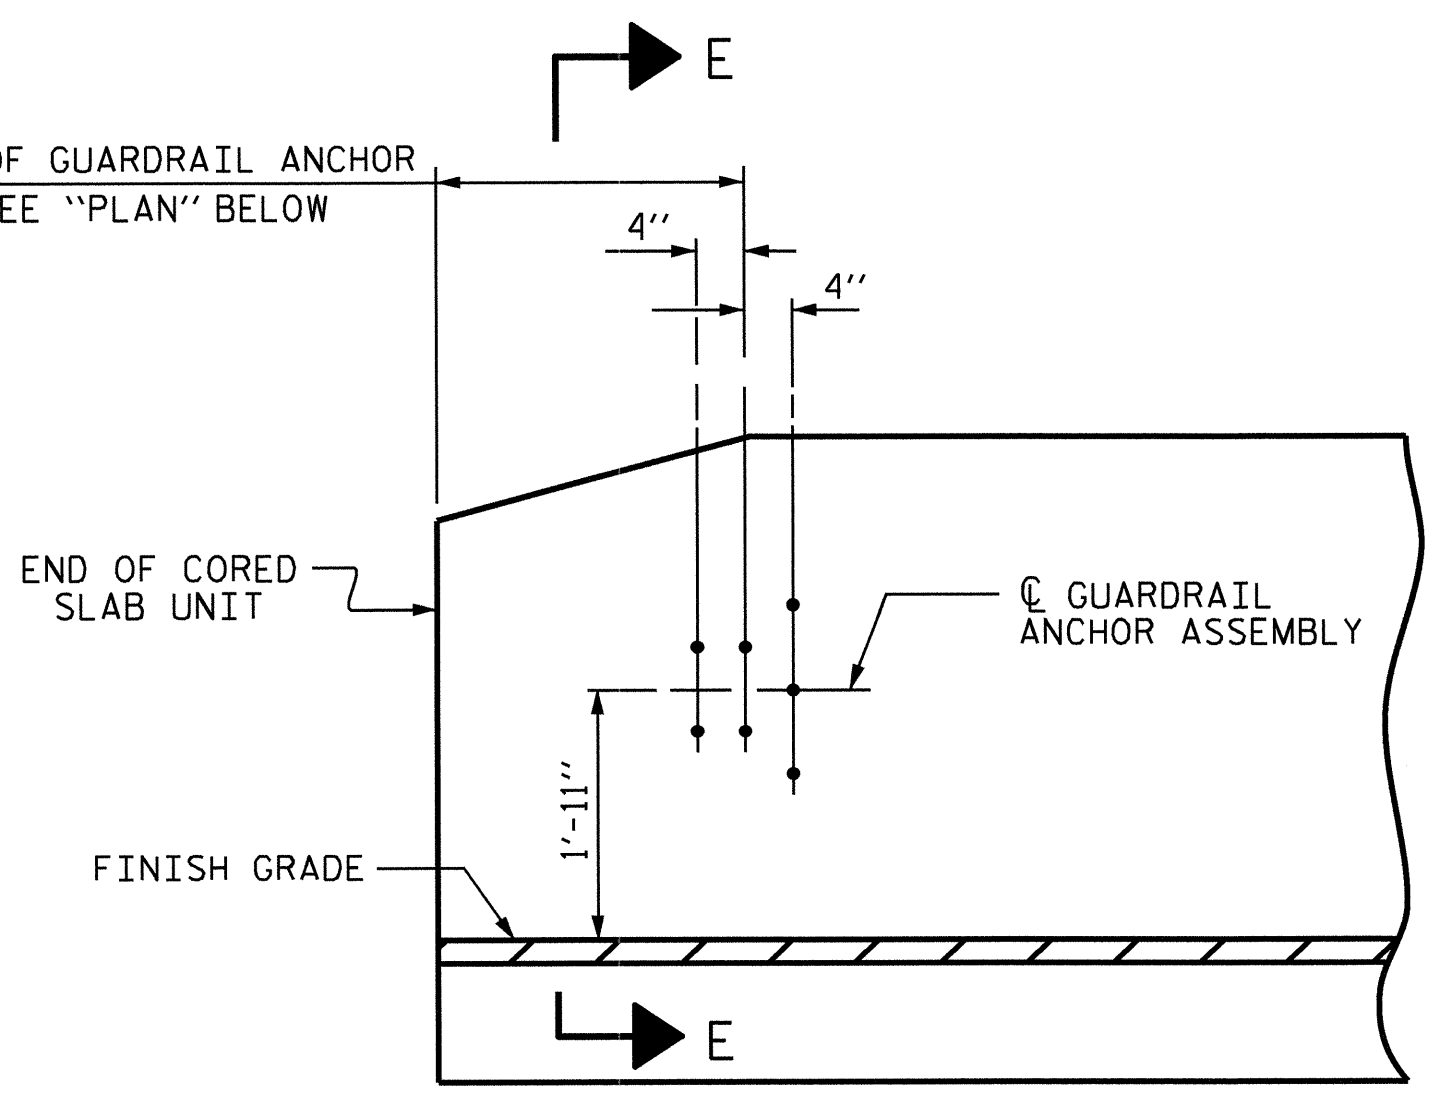 E
OF GUARDRAIL ANCHOR
EE "PLAN" BELOW
4"
4"
END OF CORED
SLAB UNIT
℄ GUARDRAIL
ANCHOR ASSEMBLY
1'-11"
FINISH GRADE
E